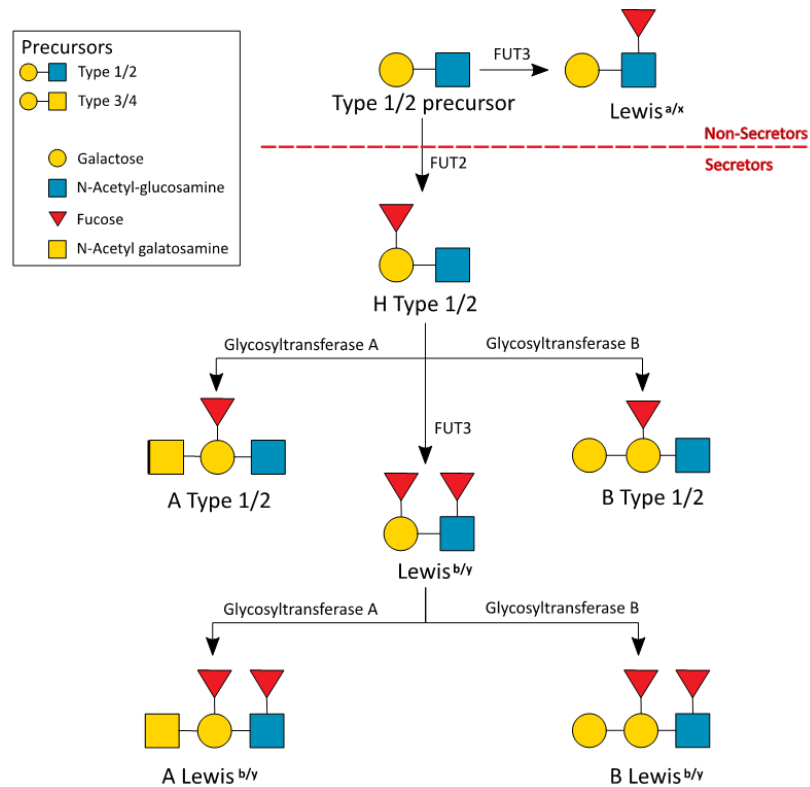 Precursors
Type 1/2
Type 3/4
Galactose
N-Acetyl-glucosamine
Fucose
N-Acetyl galatosamine
FUT3
Type 1/2 precursor
Lewis a/x
Non-Secretors
Secretors
FUT2
H Type 1/2
Glycosyltransferase A
Glycosyltransferase B
FUT3
A Type 1/2
B Type 1/2
Lewis b/y
Glycosyltransferase A
Glycosyltransferase B
A Lewis b/y
B Lewis b/y